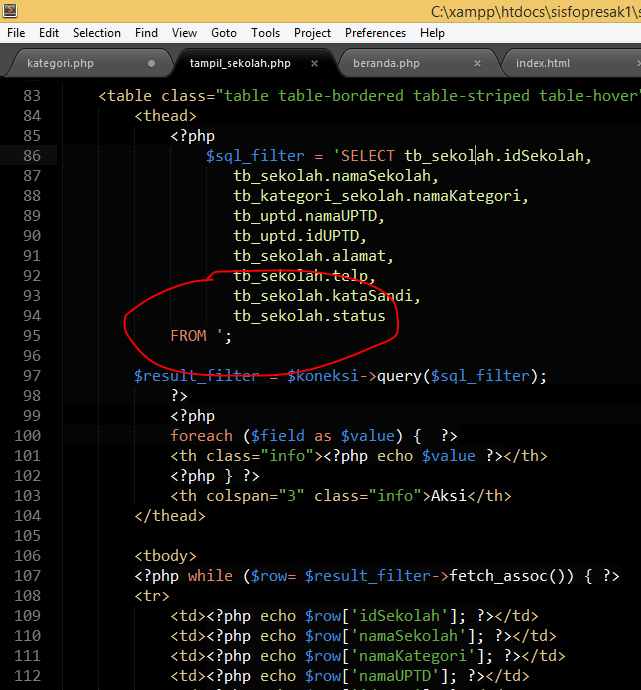 C:\xampp\htdocs\sisfopresak1\s
File Edit Selection Find View Goto Tools Project Preferences Help
kategori.php tampil_sekolah.php × beranda.php × index.html
83 <table class="table table-bordered table-striped table-hover"
84 <thead>
85 <?php
86 $sql_filter = 'SELECT tb_sekolah.idSekolah,
87 tb_sekolah.namaSekolah,
88 tb_kategori_sekolah.namaKategori,
89 tb_uptd.namaUPTD,
90 tb_uptd.idUPTD,
91 tb_sekolah.alamat,
92 tb_sekolah.telp,
93 tb_sekolah.kataSandi,
94 tb_sekolah.status
95 FROM ';
96
97 $result_filter = $koneksi->query($sql_filter);
98 ?>
99 <?php
100 foreach ($field as $value) { ?>
101 <th class="info"><?php echo $value ?></th>
102 <?php } ?>
103 <th colspan="3" class="info">Aksi</th>
104 </thead>
105
106 <tbody>
107 <?php while ($row= $result_filter->fetch_assoc()) { ?>
108 <tr>
109 <td><?php echo $row['idSekolah']; ?></td>
110 <td><?php echo $row['namaSekolah']; ?></td>
111 <td><?php echo $row['namaKategori']; ?></td>
112 <td><?php echo $row['namaUPTD']; ?></td>